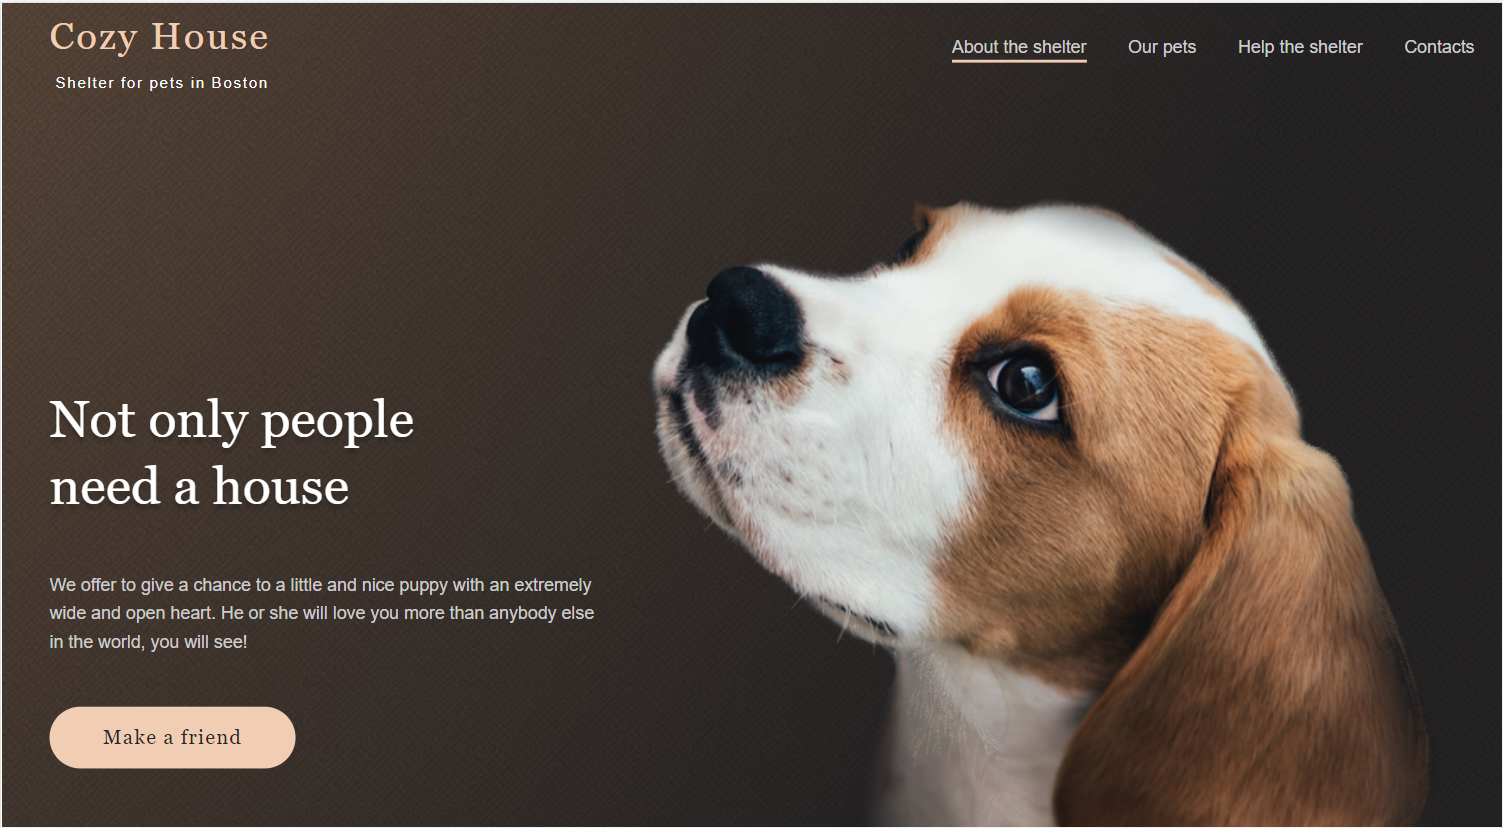 Cozy House
Shelter for pets in Boston
About the shelter
Our pets
Help the shelter
Contacts
Not only people
need a house
We offer to give a chance to a little and nice puppy with an extremely
wide and open heart. He or she will love you more than anybody else
in the world, you will see!
Make a friend